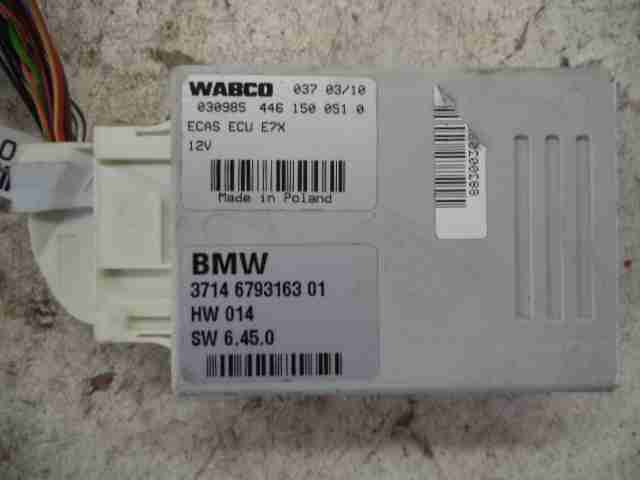 WABCO 037 03/10
030985 446 150 051 0
ECAS ECU E7X
12V
Made in Poland
BMW
3714 6793163 01
HW 014
SW 6.45.0